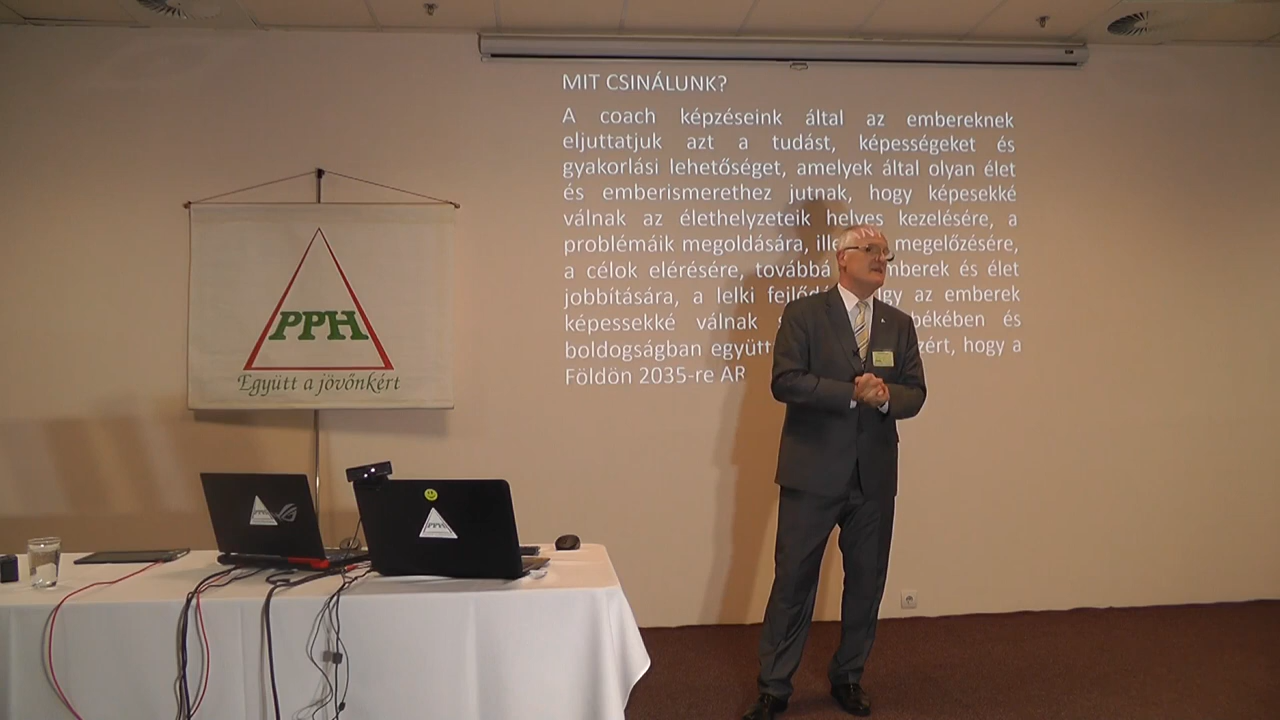 MIT CSINÁLUNK?
A coach képzéseink által az embereknek
eljuttatjuk azt a tudást, képességeket és
gyakorlási lehetőséget, amelyek által olyan élet
és emberismerethez jutnak, hogy képesekké
válnak az élethelyzeteik helyes kezelésére, a
problémáik megoldására, ille megelőzésére,
a célok elérésére, továbbá mberek és élet
jobbítására, a lelki fejlődé gy az emberek
képessekké válnak békében és
boldogságban együtt zért, hogy a
Földön 2035-re AR
PPH
Együtt a jövőnkért
PPH
PPH